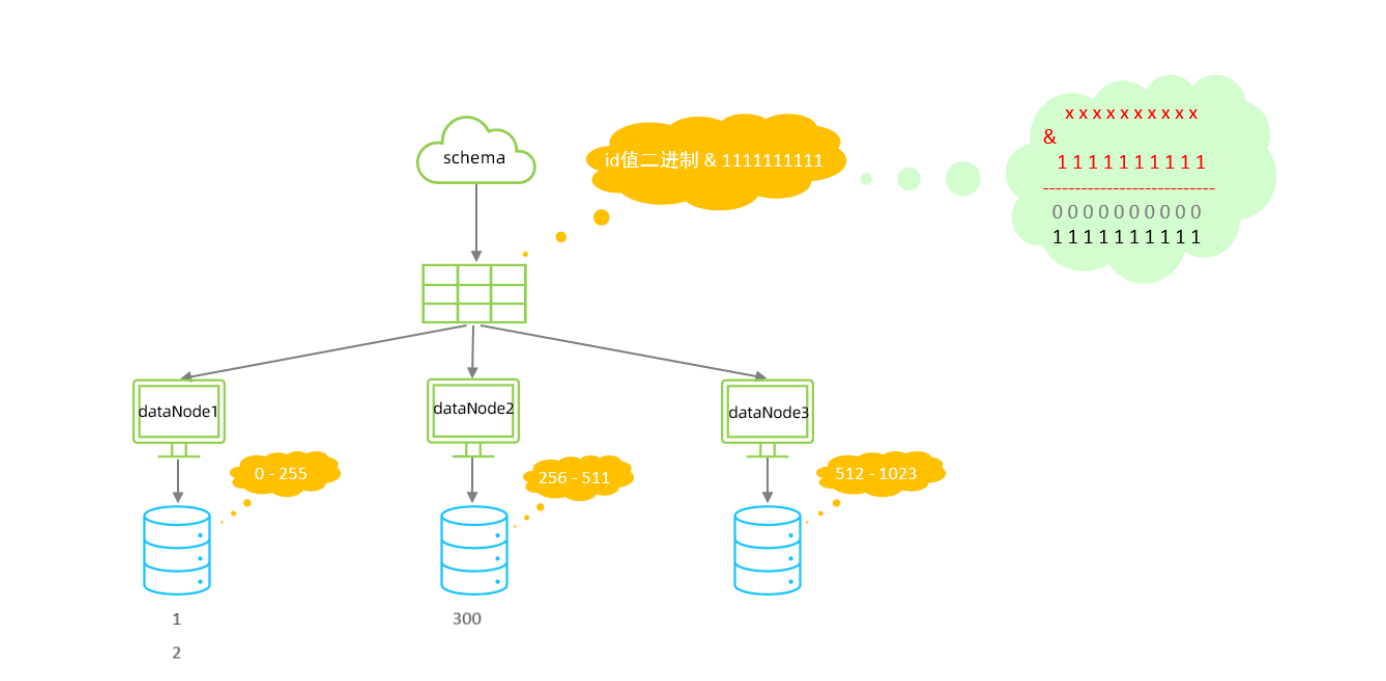 schema
id值二进制 & 1111111111
x x x x x x x x x x
&
1 1 1 1 1 1 1 1 1 1
---------------------------
0 0 0 0 0 0 0 0 0 0
1 1 1 1 1 1 1 1 1 1
dataNode1
dataNode2
dataNode3
0 - 255
256 - 511
512 - 1023
1
2
300